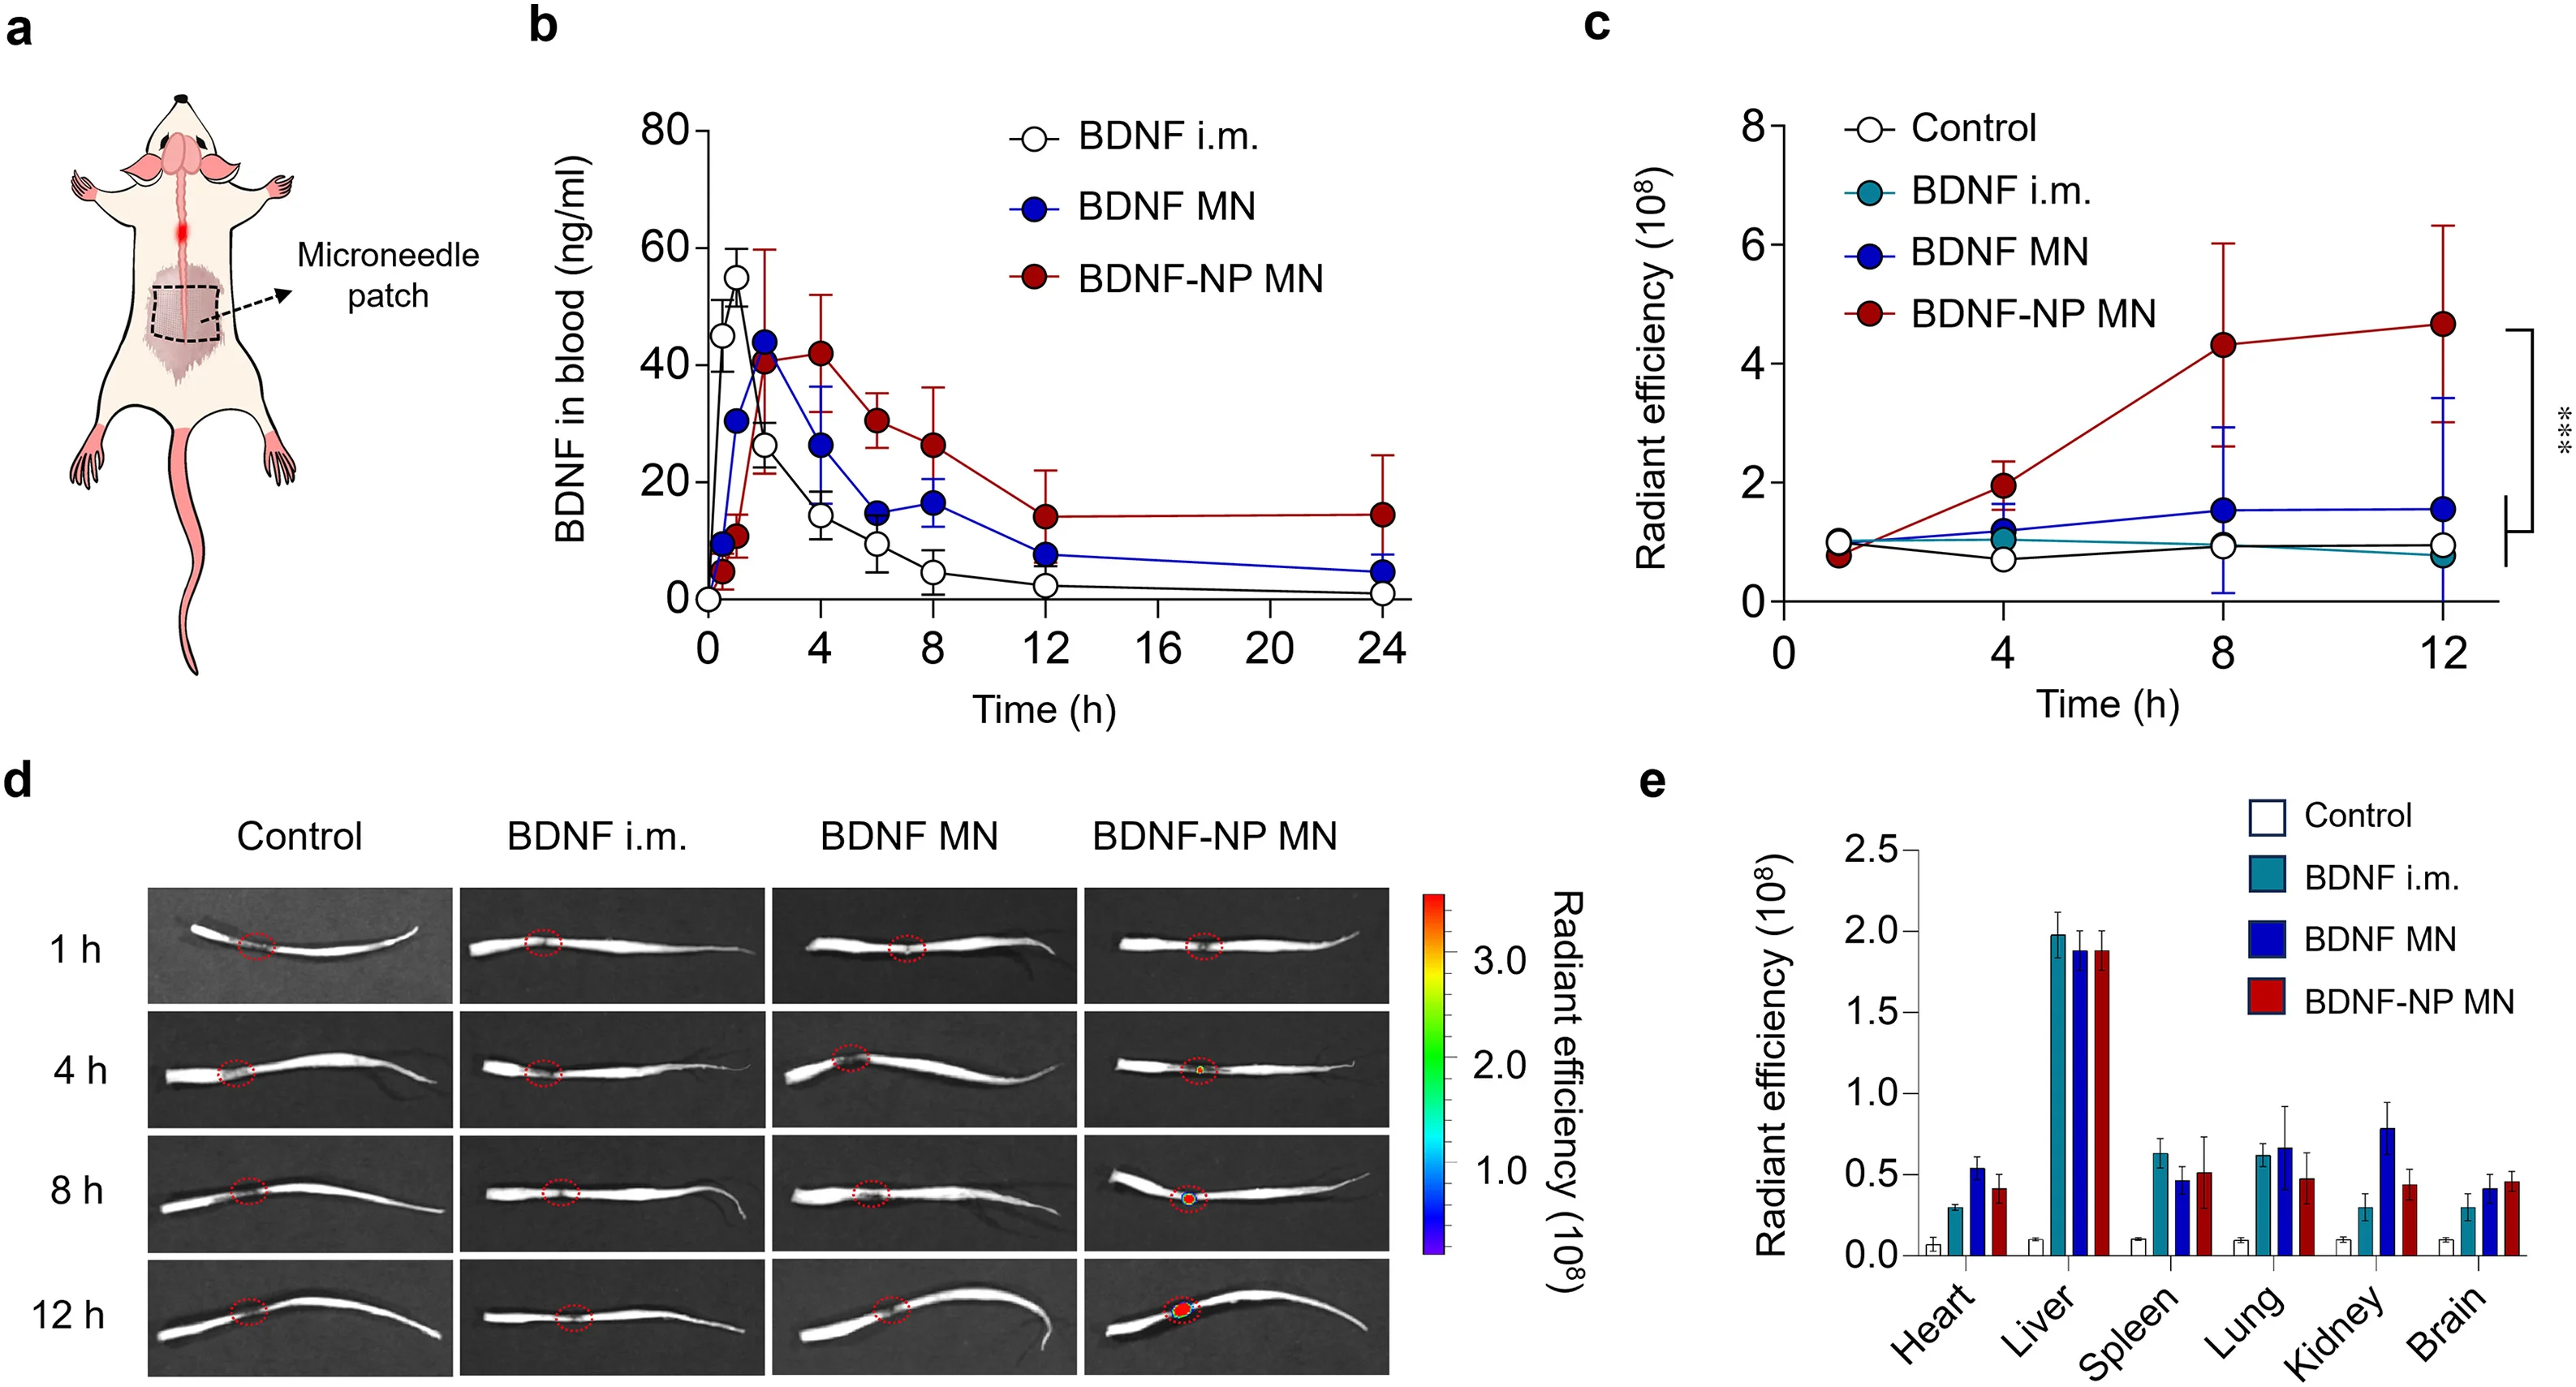 a
Microneedle
patch
b
BDNF in blood (ng/ml)
80
60
40
20
0
0 4 8 12 16 20 24
Time (h)
BDNF i.m.
BDNF MN
BDNF-NP MN
c
Radiant efficiency (10⁸)
8
6
4
2
0
0 4 8 12
Time (h)
Control
BDNF i.m.
BDNF MN
BDNF-NP MN
****
d
Control BDNF i.m. BDNF MN BDNF-NP MN
1 h
4 h
8 h
12 h
3.0
2.0
1.0
Radiant efficiency (10⁸)
e
Radiant efficiency (10⁸)
2.5
2.0
1.5
1.0
0.5
0.0
Heart Liver Spleen Lung Kidney Brain
Control
BDNF i.m.
BDNF MN
BDNF-NP MN